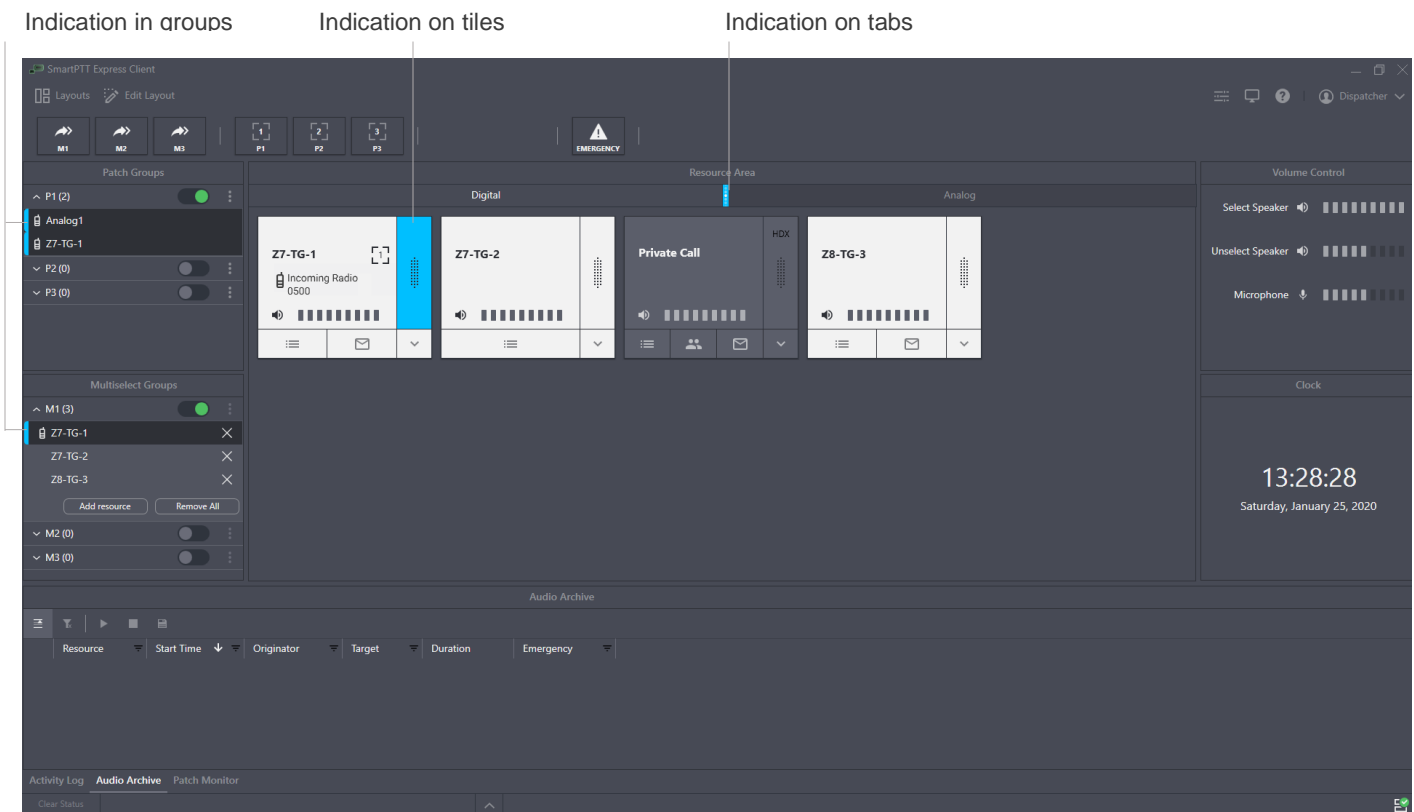 Indication in groups
Indication on tiles
Indication on tabs
SmartPTT Express Client
Layouts
Edit Layout
Dispatcher
M1
M2
M3
1
P1
2
P2
3
P3
EMERGENCY
Patch Groups
P1 (2)
Analog1
Z7-TG-1
P2 (0)
P3 (0)
Resource Area
Digital
Analog
Z7-TG-1
1
Incoming Radio
0500
Z7-TG-2
HDX
Private Call
Z8-TG-3
Volume Control
Select Speaker
Unselect Speaker
Microphone
Multiselect Groups
M1 (3)
Z7-TG-1
Z7-TG-2
Z8-TG-3
Add resource
Remove All
M2 (0)
M3 (0)
Clock
13:28:28
Saturday, January 25, 2020
Audio Archive
Resource
Start Time
Originator
Target
Duration
Emergency
Activity Log
Audio Archive
Patch Monitor
Clear Status